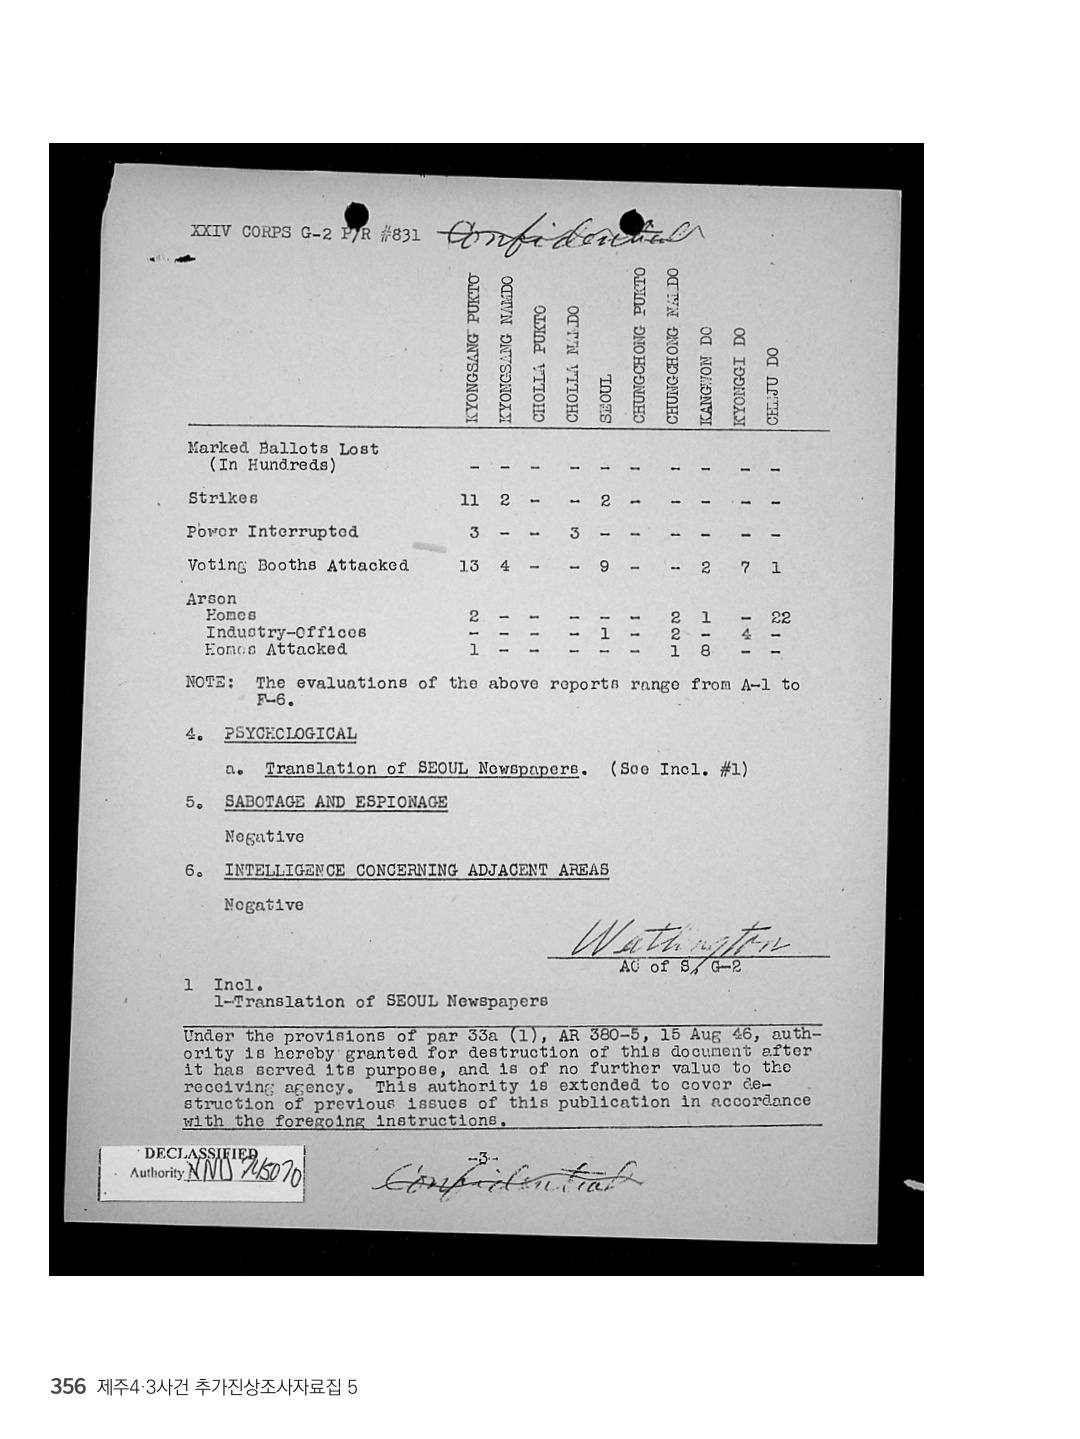 XXIV CORPS G-2 P/R #831 Confidential
KYONGSANG PUKTO
KYONGSANG NAMDO
CHOLLA PUKTO
CHOLLA NAMDO
SEOUL
CHUNGCHONG PUKTO
CHUNGCHONG NAMDO
KANGWON DO
KYONGGI DO
CHEJU DO
Marked Ballots Lost
(In Hundreds) - - - - - - - - - -
Strikes 11 2 - - 2 - - - - -
Power Interrupted 3 - - 3 - - - - - -
Voting Booths Attacked 13 4 - - 9 - - 2 7 1
Arson
Homes 2 - - - - - 2 1 - 22
Industry-Offices - - - - 1 - 2 - 4 -
Homes Attacked 1 - - - - - 1 8 - -
NOTE: The evaluations of the above reports range from A-1 to
F-6.
4. PSYCHOLOGICAL
a. Translation of SEOUL Newspapers. (See Incl. #1)
5. SABOTAGE AND ESPIONAGE
Negative
6. INTELLIGENCE CONCERNING ADJACENT AREAS
Negative
Wathington
AC of S, G-2
1 Incl.
1-Translation of SEOUL Newspapers
Under the provisions of par 33a (1), AR 380-5, 15 Aug 46, auth-
ority is hereby granted for destruction of this document after
it has served its purpose, and is of no further value to the
receiving agency. This authority is extended to cover de-
struction of previous issues of this publication in accordance
with the foregoing instructions.
DECLASSIFIED
Authority NND 745070
-3-
Confidential
356 제주4·3사건 추가진상조사자료집 5